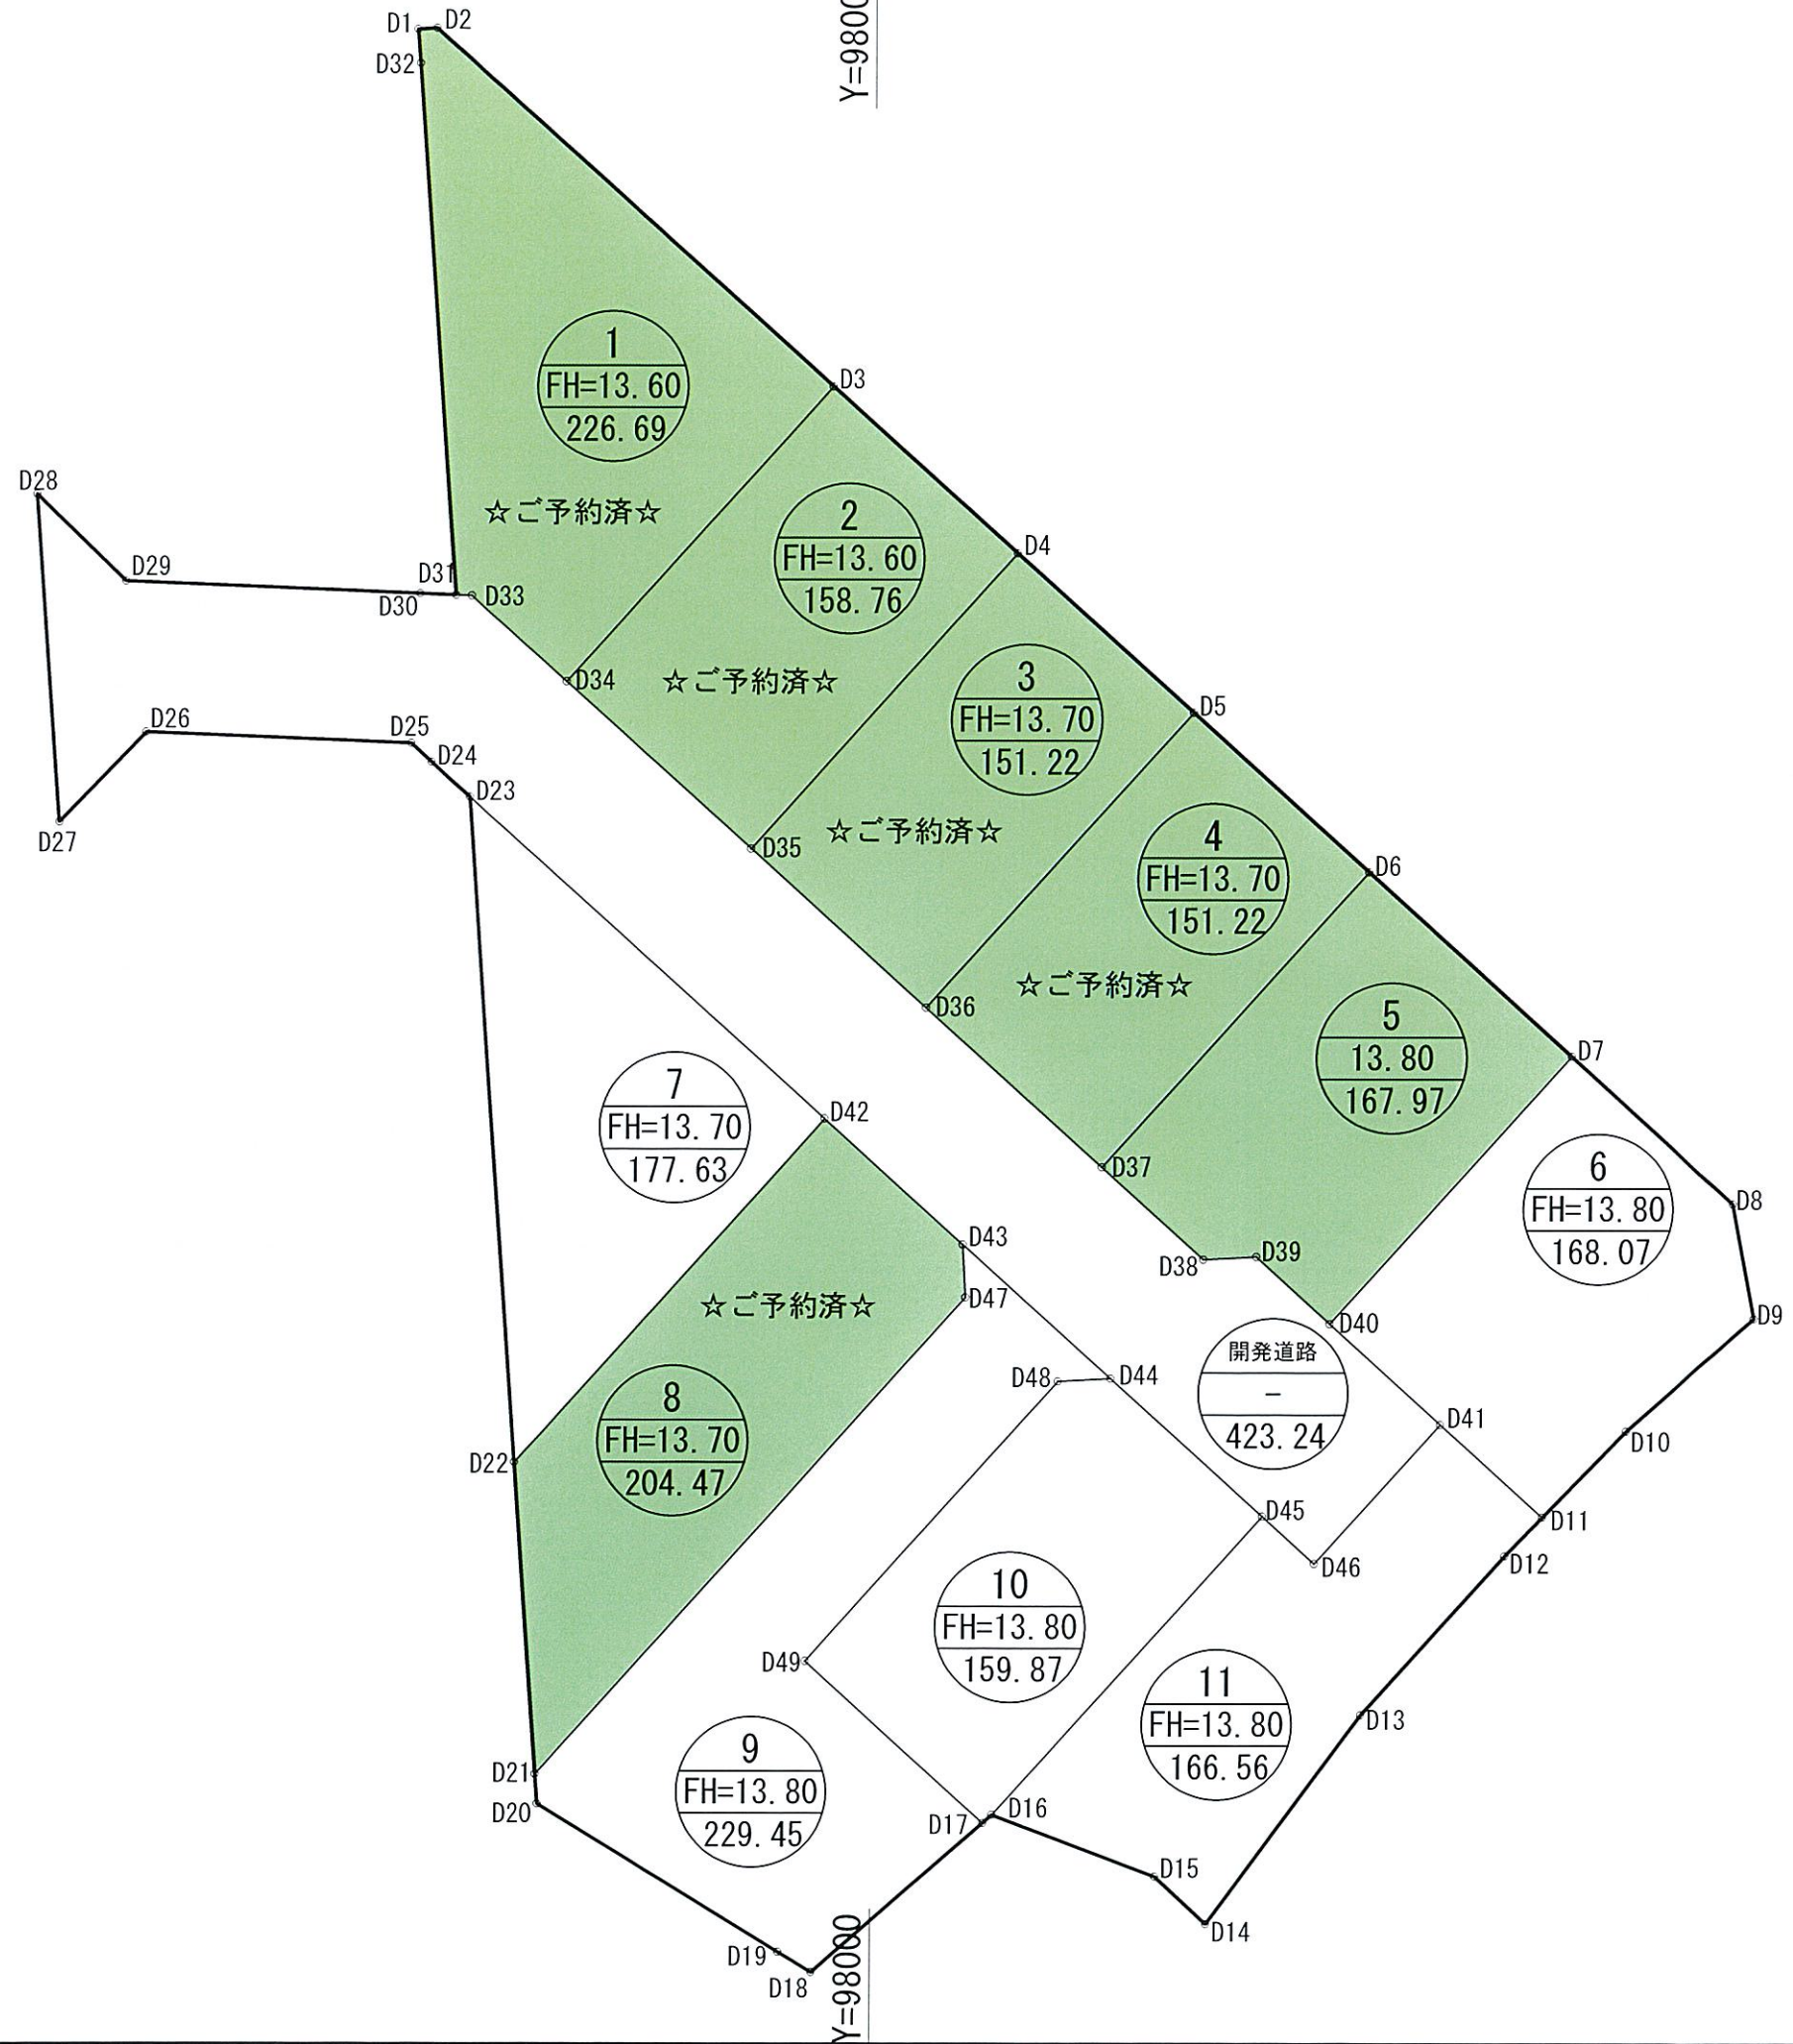 D1
D2
Y=9800
D32
1
FH=13.60
226.69
☆ご予約済☆
D3
D28
D29
D31
D30
D33
2
FH=13.60
158.76
☆ご予約済☆
D4
D34
3
FH=13.70
151.22
☆ご予約済☆
D5
D26
D25
D24
D23
D27
D35
4
FH=13.70
151.22
☆ご予約済☆
D6
D36
5
13.80
167.97
D7
7
FH=13.70
177.63
D42
D37
6
FH=13.80
168.07
D8
D43
D38
D39
☆ご予約済☆
D47
D40
D9
開発道路
-
423.24
D48
D44
8
FH=13.70
204.47
D22
D41
D10
D45
D11
D46
D12
10
FH=13.80
159.87
D49
11
FH=13.80
166.56
D13
9
FH=13.80
229.45
D21
D20
D17
D16
D15
D14
D19
D18
Y=98000